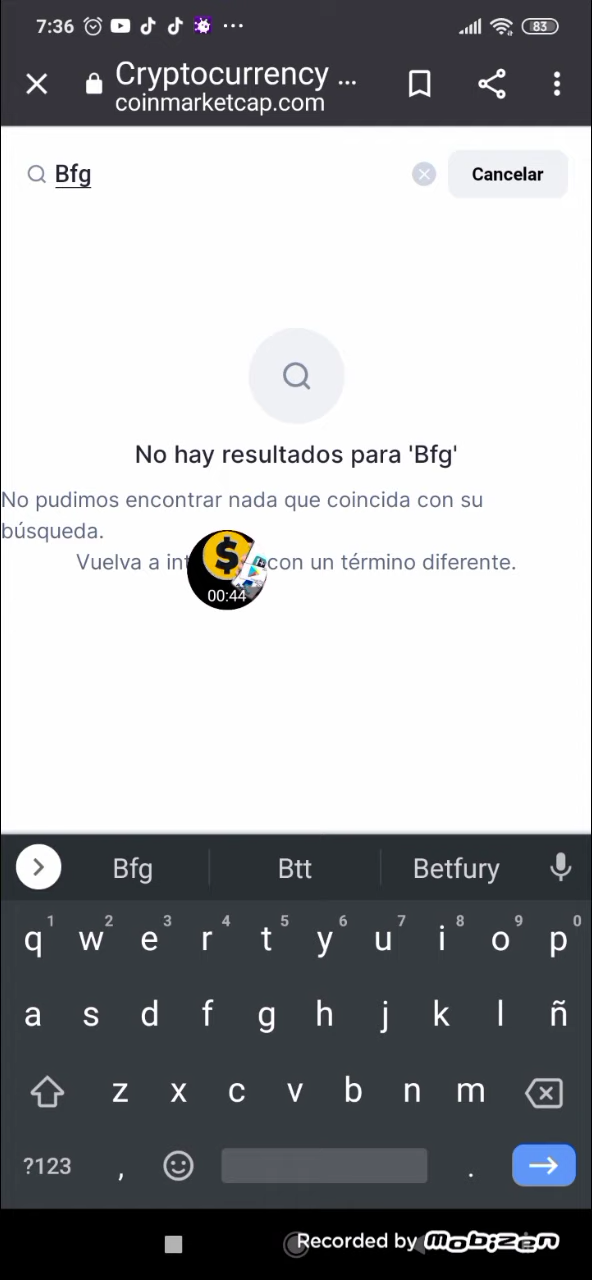 7:36 83
Cryptocurrency ...
coinmarketcap.com
Bfg Cancelar
No hay resultados para 'Bfg'
No pudimos encontrar nada que coincida con su
búsqueda.
Vuelva a con un término diferente.
$
00:44
Bfg Btt Betfury
1 2 3 4 5 6 7 8 9 0
q w e r t y u i o p
a s d f g h j k l ñ
z x c v b n m
?123 , .
Recorded by mobizen